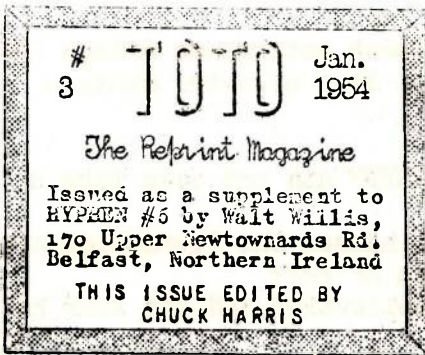 # TOTO Jan.
3 1954
The Reprint Magazine
Issued as a supplement to
HYPHEN #6 by Walt Willis,
170 Upper Newtownards Rd.
Belfast, Northern Ireland
THIS ISSUE EDITED BY
CHUCK HARRIS